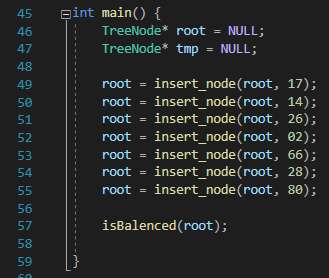 45 int main() {
46 TreeNode* root = NULL;
47 TreeNode* tmp = NULL;
48
49 root = insert_node(root, 17);
50 root = insert_node(root, 14);
51 root = insert_node(root, 26);
52 root = insert_node(root, 02);
53 root = insert_node(root, 66);
54 root = insert_node(root, 28);
55 root = insert_node(root, 80);
56
57 isBalenced(root);
58
59 }